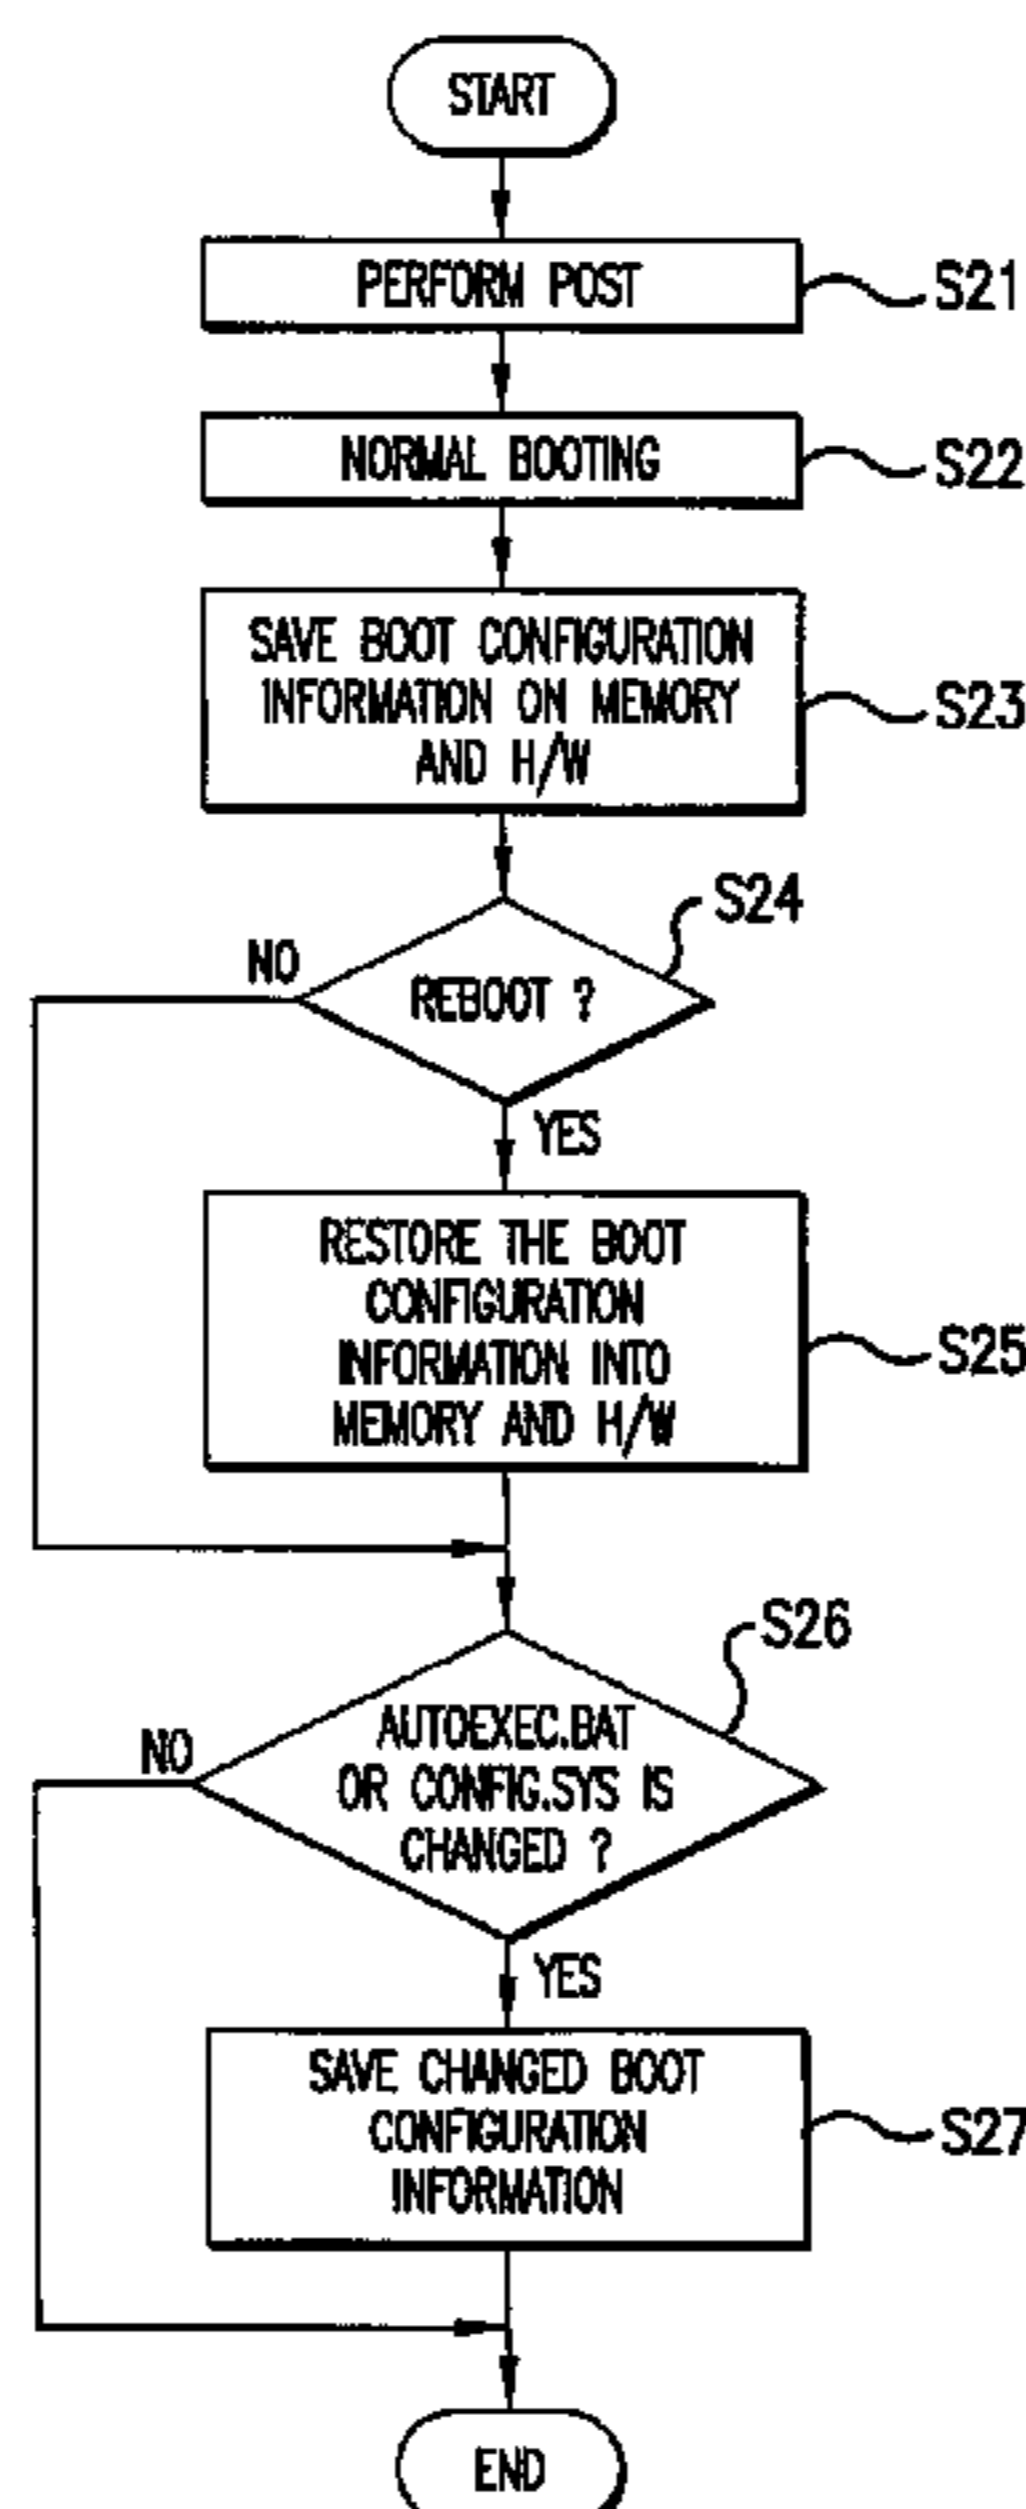 START
PERFORM POST
S21
NORMAL BOOTING
S22
SAVE BOOT CONFIGURATION
INFORMATION ON MEMORY
AND H/W
S23
S24
NO
REBOOT ?
YES
RESTORE THE BOOT
CONFIGURATION
INFORMATION INTO
MEMORY AND H/W
S25
S26
NO
AUTOEXEC.BAT
OR CONFIG.SYS IS
CHANGED ?
YES
SAVE CHANGED BOOT
CONFIGURATION
INFORMATION
S27
END